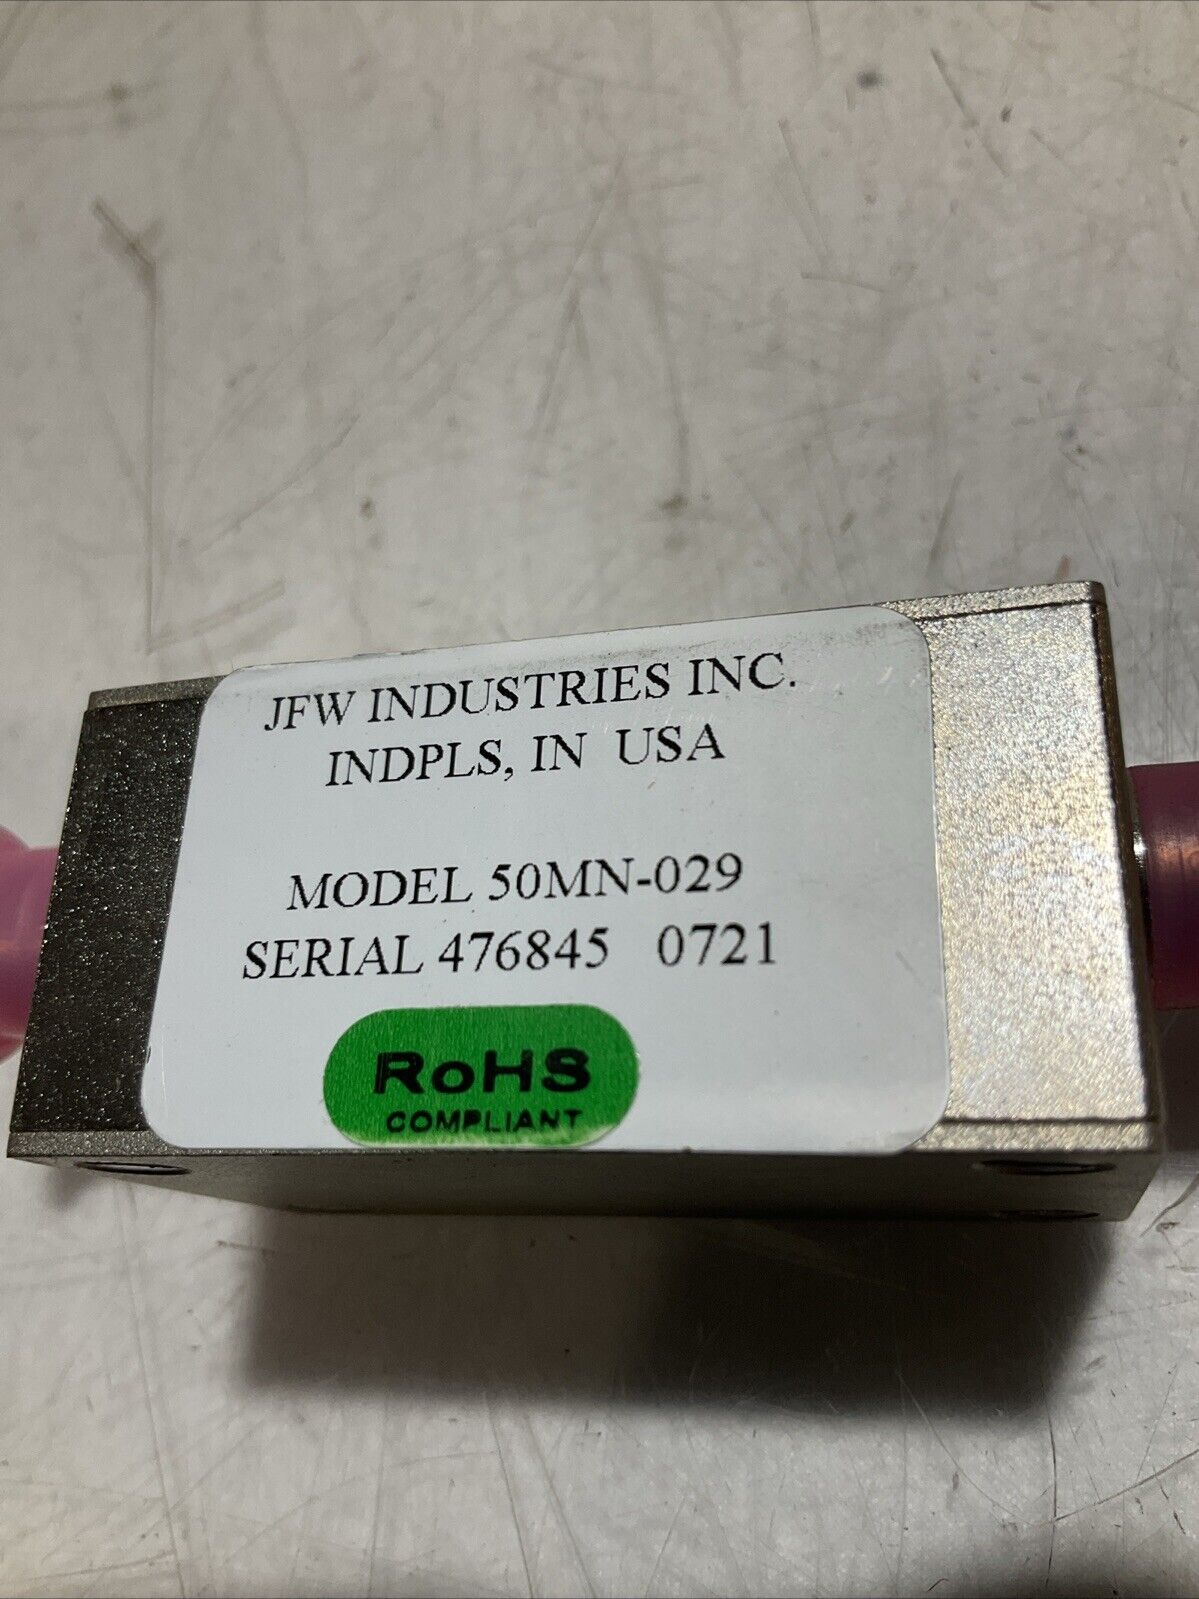 JFW INDUSTRIES INC.
INDPLS, IN USA
MODEL 50MN-029
SERIAL 476845 0721
RoHS
COMPLIANT